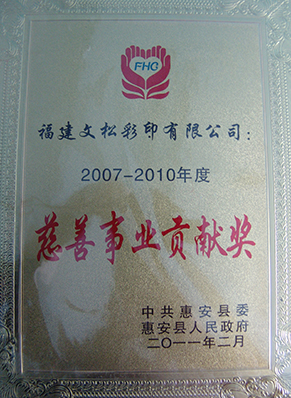 FHC
福建文松彩印有限公司：
2007-2010年度
慈善事业贡献奖
中共惠安县委
惠安县人民政府
二〇一一年二月